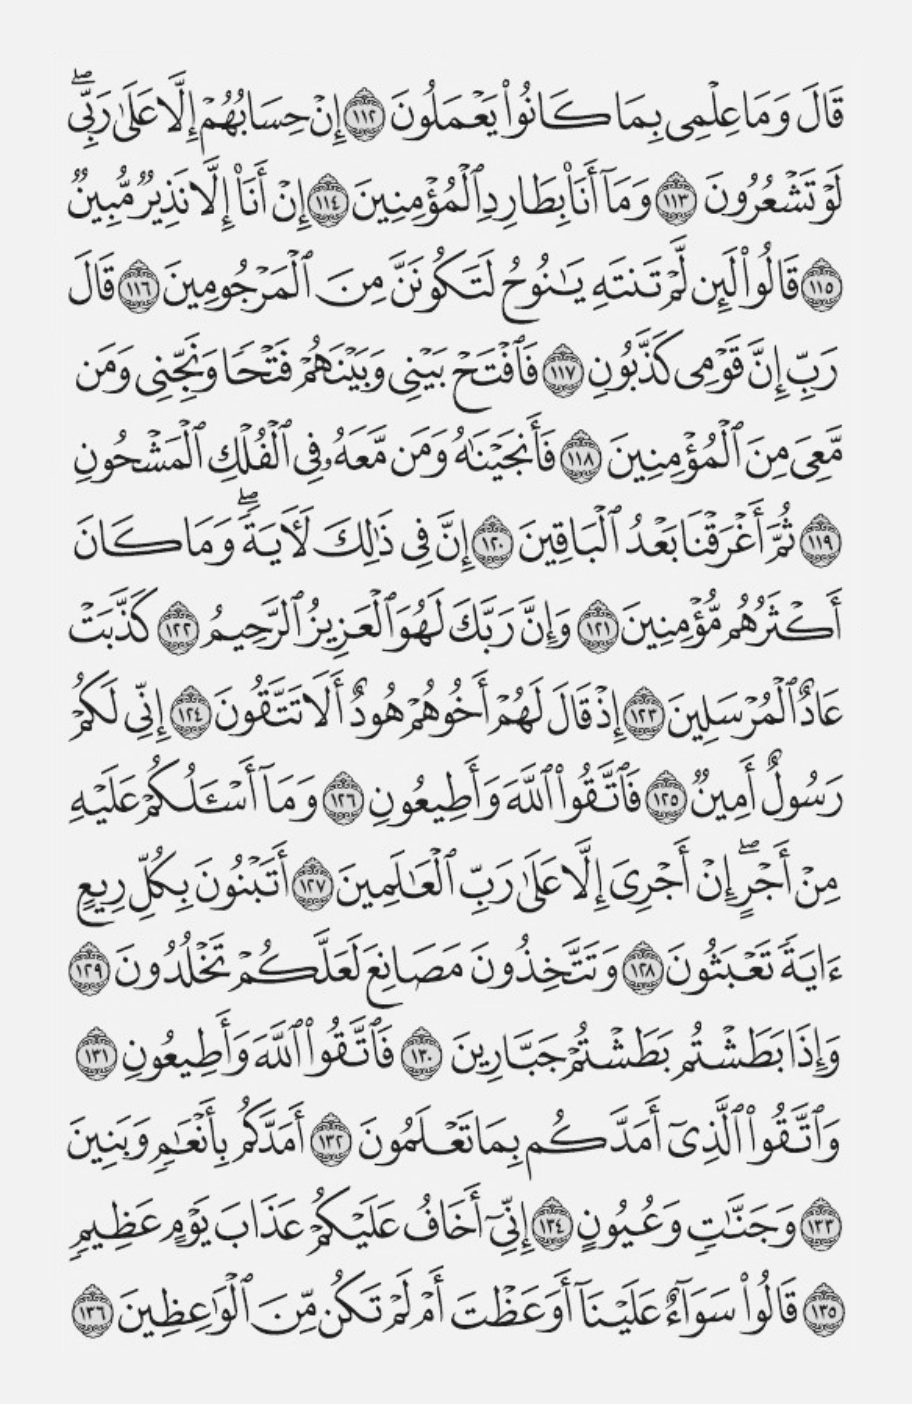 قَالَ وَمَا عِلْمِى بِمَا كَانُوا۟ يَعْمَلُونَ ١١٢ إِنْ حِسَابُهُمْ إِلَّا عَلَىٰ رَبِّى ۖ
لَوْ تَشْعُرُونَ ١١٣ وَمَآ أَنَا۠ بِطَارِدِ ٱلْمُؤْمِنِينَ ١١٤ إِنْ أَنَا۠ إِلَّا نَذِيرٌ مُّبِينٌ
١١٥ قَالُوا۟ لَئِن لَّمْ تَنتَهِ يَـٰنُوحُ لَتَكُونَنَّ مِنَ ٱلْمَرْجُومِينَ ١١٦ قَالَ
رَبِّ إِنَّ قَوْمِى كَذَّبُونِ ١١٧ فَٱفْتَحْ بَيْنِى وَبَيْنَهُمْ فَتْحًا وَنَجِّنِى وَمَن
مَّعِىَ مِنَ ٱلْمُؤْمِنِينَ ١١٨ فَأَنجَيْنَـٰهُ وَمَن مَّعَهُۥ فِى ٱلْفُلْكِ ٱلْمَشْحُونِ
١١٩ ثُمَّ أَغْرَقْنَا بَعْدُ ٱلْبَاقِينَ ١٢٠ إِنَّ فِى ذَٰلِكَ لَـَٔايَةً ۖ وَمَا كَانَ
أَكْثَرُهُم مُّؤْمِنِينَ ١٢١ وَإِنَّ رَبَّكَ لَهُوَ ٱلْعَزِيزُ ٱلرَّحِيمُ ١٢٢ كَذَّبَتْ
عَادٌ ٱلْمُرْسَلِينَ ١٢٣ إِذْ قَالَ لَهُمْ أَخُوهُمْ هُودٌ أَلَا تَتَّقُونَ ١٢٤ إِنِّى لَكُمْ
رَسُولٌ أَمِينٌ ١٢٥ فَٱتَّقُوا۟ ٱللَّهَ وَأَطِيعُونِ ١٢٦ وَمَآ أَسْـَٔلُكُمْ عَلَيْهِ
مِنْ أَجْرٍ ۖ إِنْ أَجْرِىَ إِلَّا عَلَىٰ رَبِّ ٱلْعَـٰلَمِينَ ١٢٧ أَتَبْنُونَ بِكُلِّ رِيعٍ
ءَايَةً تَعْبَثُونَ ١٢٨ وَتَتَّخِذُونَ مَصَانِعَ لَعَلَّكُمْ تَخْلُدُونَ ١٢٩
وَإِذَا بَطَشْتُم بَطَشْتُمْ جَبَّارِينَ ١٣٠ فَٱتَّقُوا۟ ٱللَّهَ وَأَطِيعُونِ ١٣١
وَٱتَّقُوا۟ ٱلَّذِىٓ أَمَدَّكُم بِمَا تَعْلَمُونَ ١٣٢ أَمَدَّكُم بِأَنْعَـٰمٍ وَبَنِينَ
١٣٣ وَجَنَّـٰتٍ وَعُيُونٍ ١٣٤ إِنِّىٓ أَخَافُ عَلَيْكُمْ عَذَابَ يَوْمٍ عَظِيمٍ
١٣٥ قَالُوا۟ سَوَآءٌ عَلَيْنَآ أَوَعَظْتَ أَمْ لَمْ تَكُن مِّنَ ٱلْوَٰعِظِينَ ١٣٦